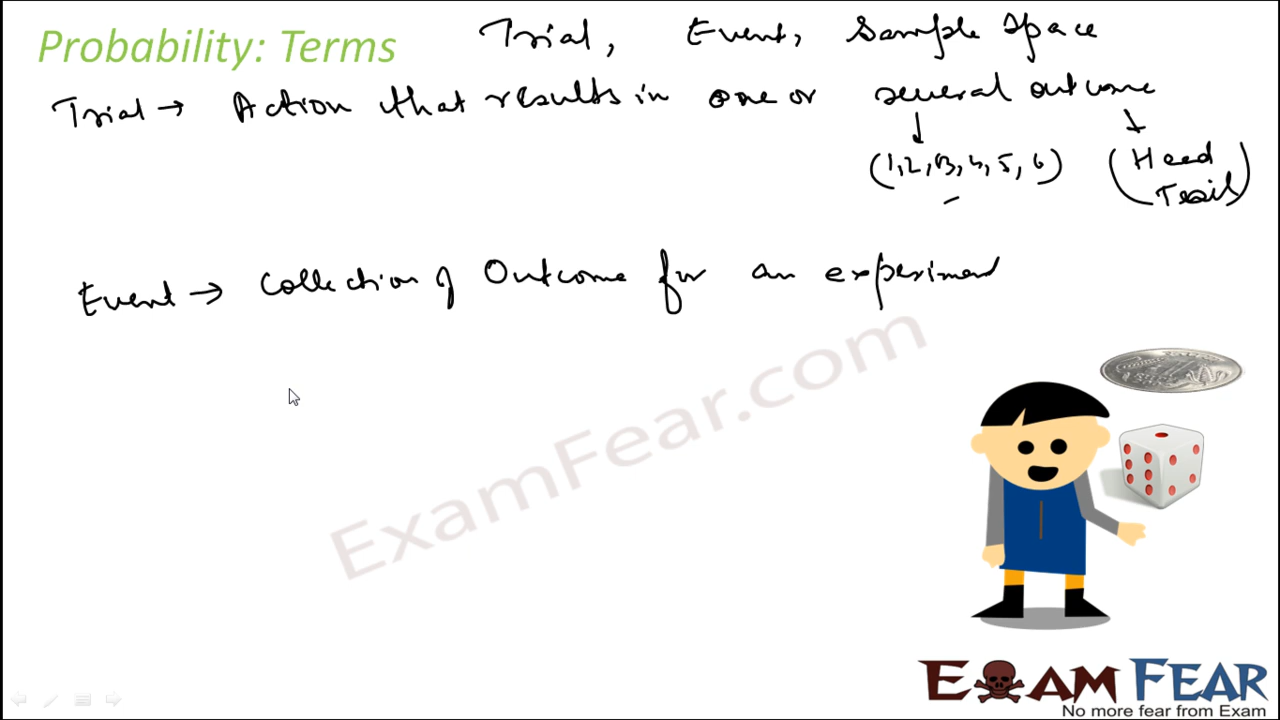 Probability: Terms
Trial, Event, Sample Space
Trial → Action that results in one or several outcome
(1,2,3,4,5,6)
(Head
Tail)
Event → Collection of Outcome for an experiment
ExamFear.com
EXAM FEAR
No more fear from Exam